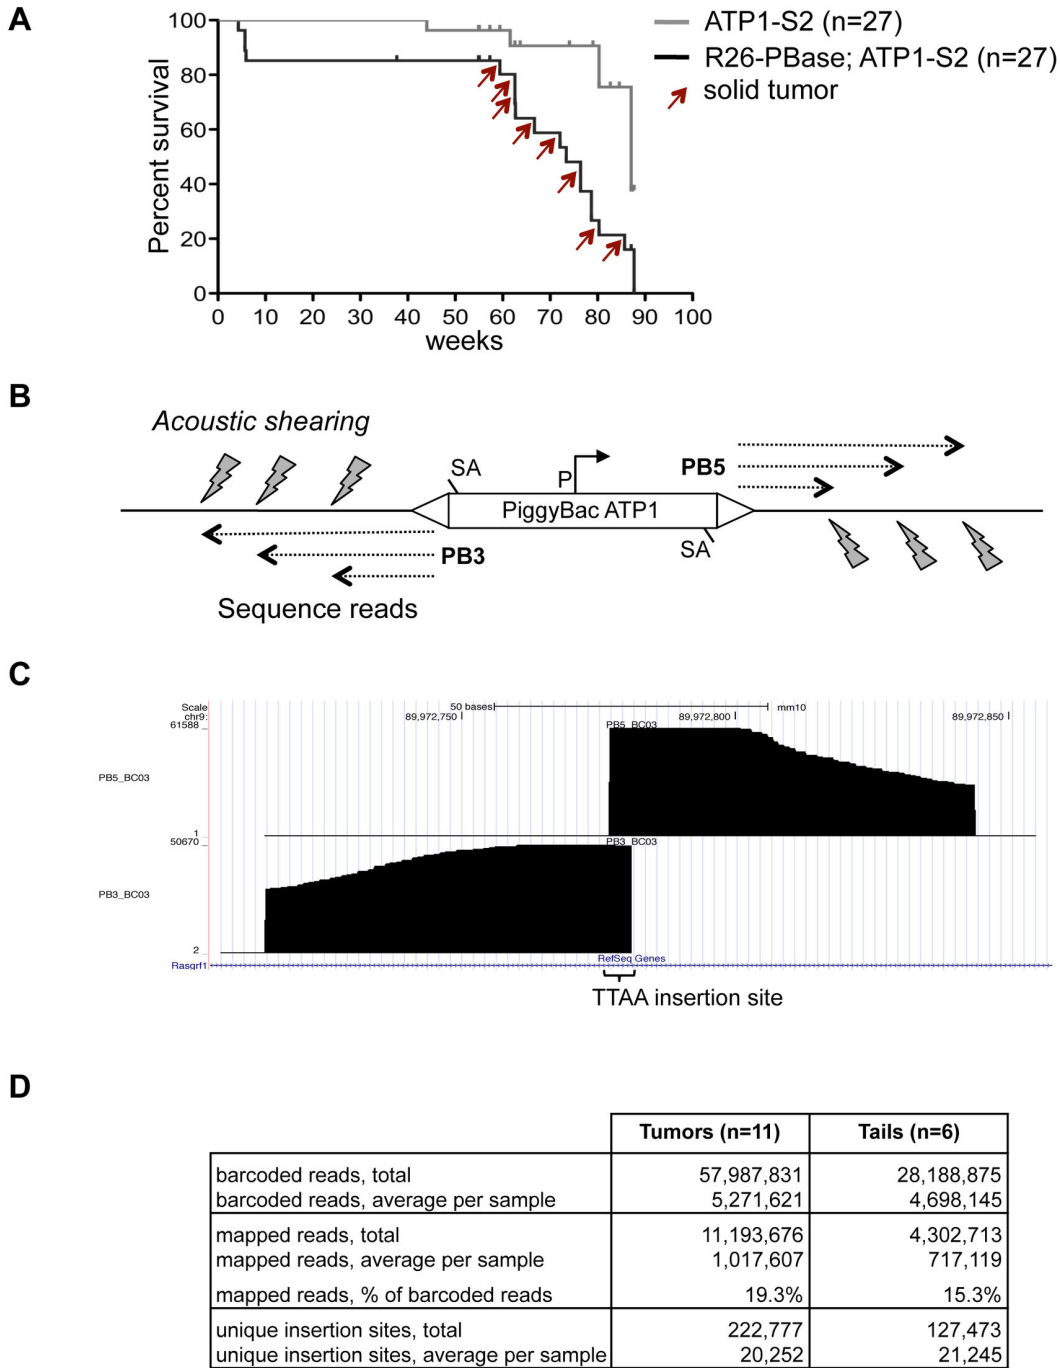 A
100
80
60
40
20
0
Percent survival
0 10 20 30 40 50 60 70 80 90 100
weeks
ATP1-S2 (n=27)
R26-PBase; ATP1-S2 (n=27)
solid tumor
B
Acoustic shearing
SA
P
PB5
PiggyBac ATP1
SA
PB3
Sequence reads
C
Scale
50 bases
mm10
chr9:
89,972,750
89,972,800
89,972,850
61588
PB5_BC03
PB5_BC03
1
50670
PB3_BC03
PB3_BC03
2
RefSeq Genes
Rasgrf1
TTAA insertion site
D
Tumors (n=11) Tails (n=6)
barcoded reads, total 57,987,831 28,188,875
barcoded reads, average per sample 5,271,621 4,698,145
mapped reads, total 11,193,676 4,302,713
mapped reads, average per sample 1,017,607 717,119
mapped reads, % of barcoded reads 19.3% 15.3%
unique insertion sites, total 222,777 127,473
unique insertion sites, average per sample 20,252 21,245